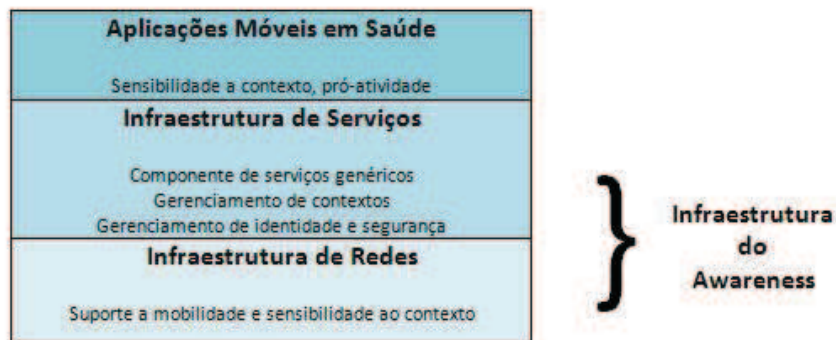 Aplicações Móveis em Saúde
Sensibilidade a contexto, pró-atividade
Infraestrutura de Serviços
Componente de serviços genéricos
Gerenciamento de contextos
Gerenciamento de identidade e segurança
Infraestrutura de Redes
Suporte a mobilidade e sensibilidade ao contexto
Infraestrutura
do
Awareness